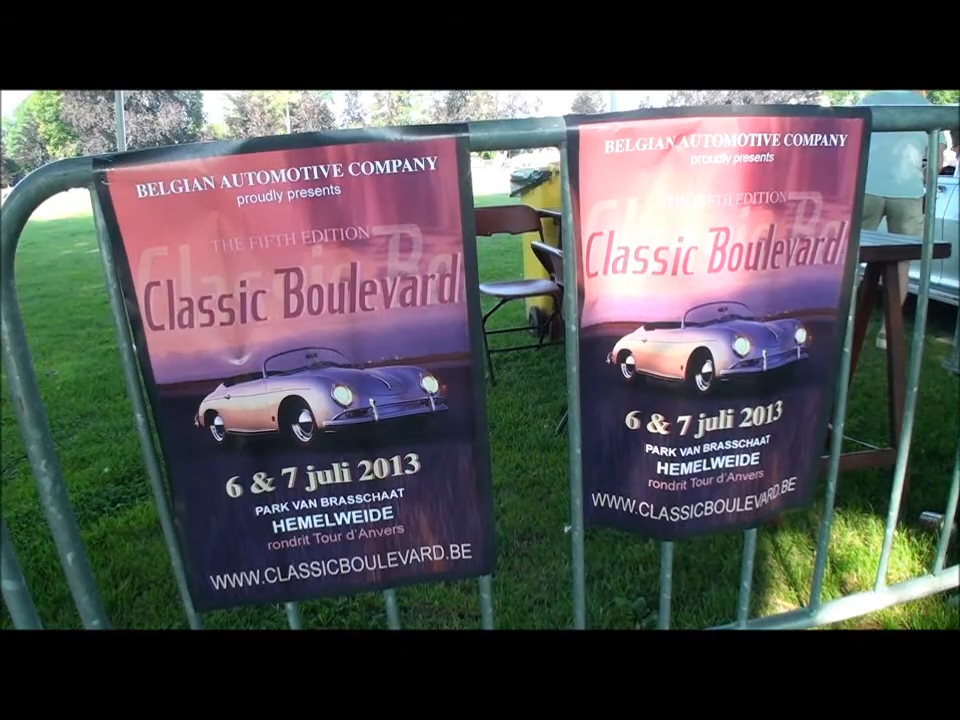 BELGIAN AUTOMOTIVE COMPANY
proudly presents
THE FIFTH EDITION
Classic Boulevard
6 & 7 juli 2013
PARK VAN BRASSCHAAT
HEMELWEIDE
rondrit Tour d'Anvers
WWW.CLASSICBOULEVARD.BE
BELGIAN AUTOMOTIVE COMPANY
proudly presents
THE FIFTH EDITION
Classic Boulevard
6 & 7 juli 2013
PARK VAN BRASSCHAAT
HEMELWEIDE
rondrit Tour d'Anvers
WWW.CLASSICBOULEVARD.BE